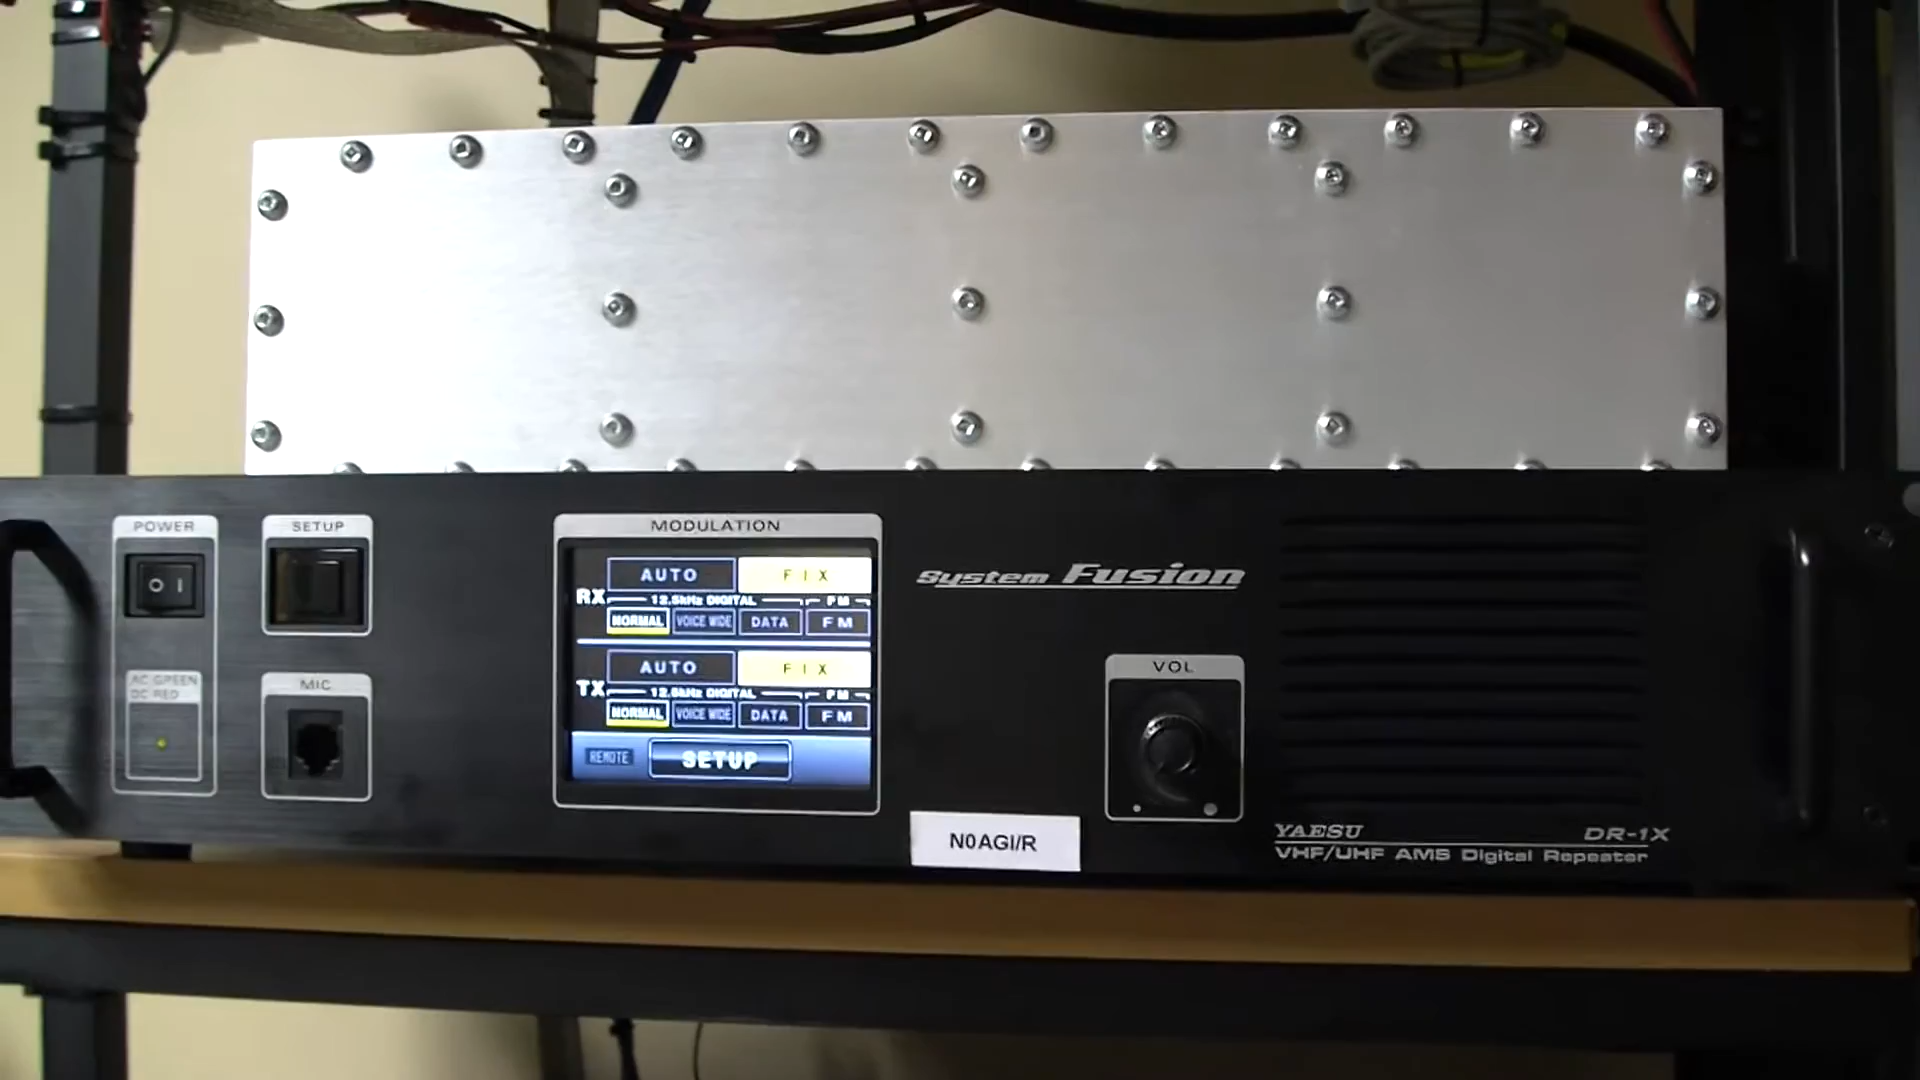 POWER
O I
AC GREEN
DC RED
SETUP
MIC
MODULATION
AUTO FIX
RX 12.5kHz DIGITAL FM
NORMAL VOICE WIDE DATA FM
AUTO FIX
TX 12.5kHz DIGITAL FM
NORMAL VOICE WIDE DATA FM
REMOTE SETUP
System Fusion
VOL
N0AGI/R
YAESU DR-1X
VHF/UHF AMS Digital Repeater